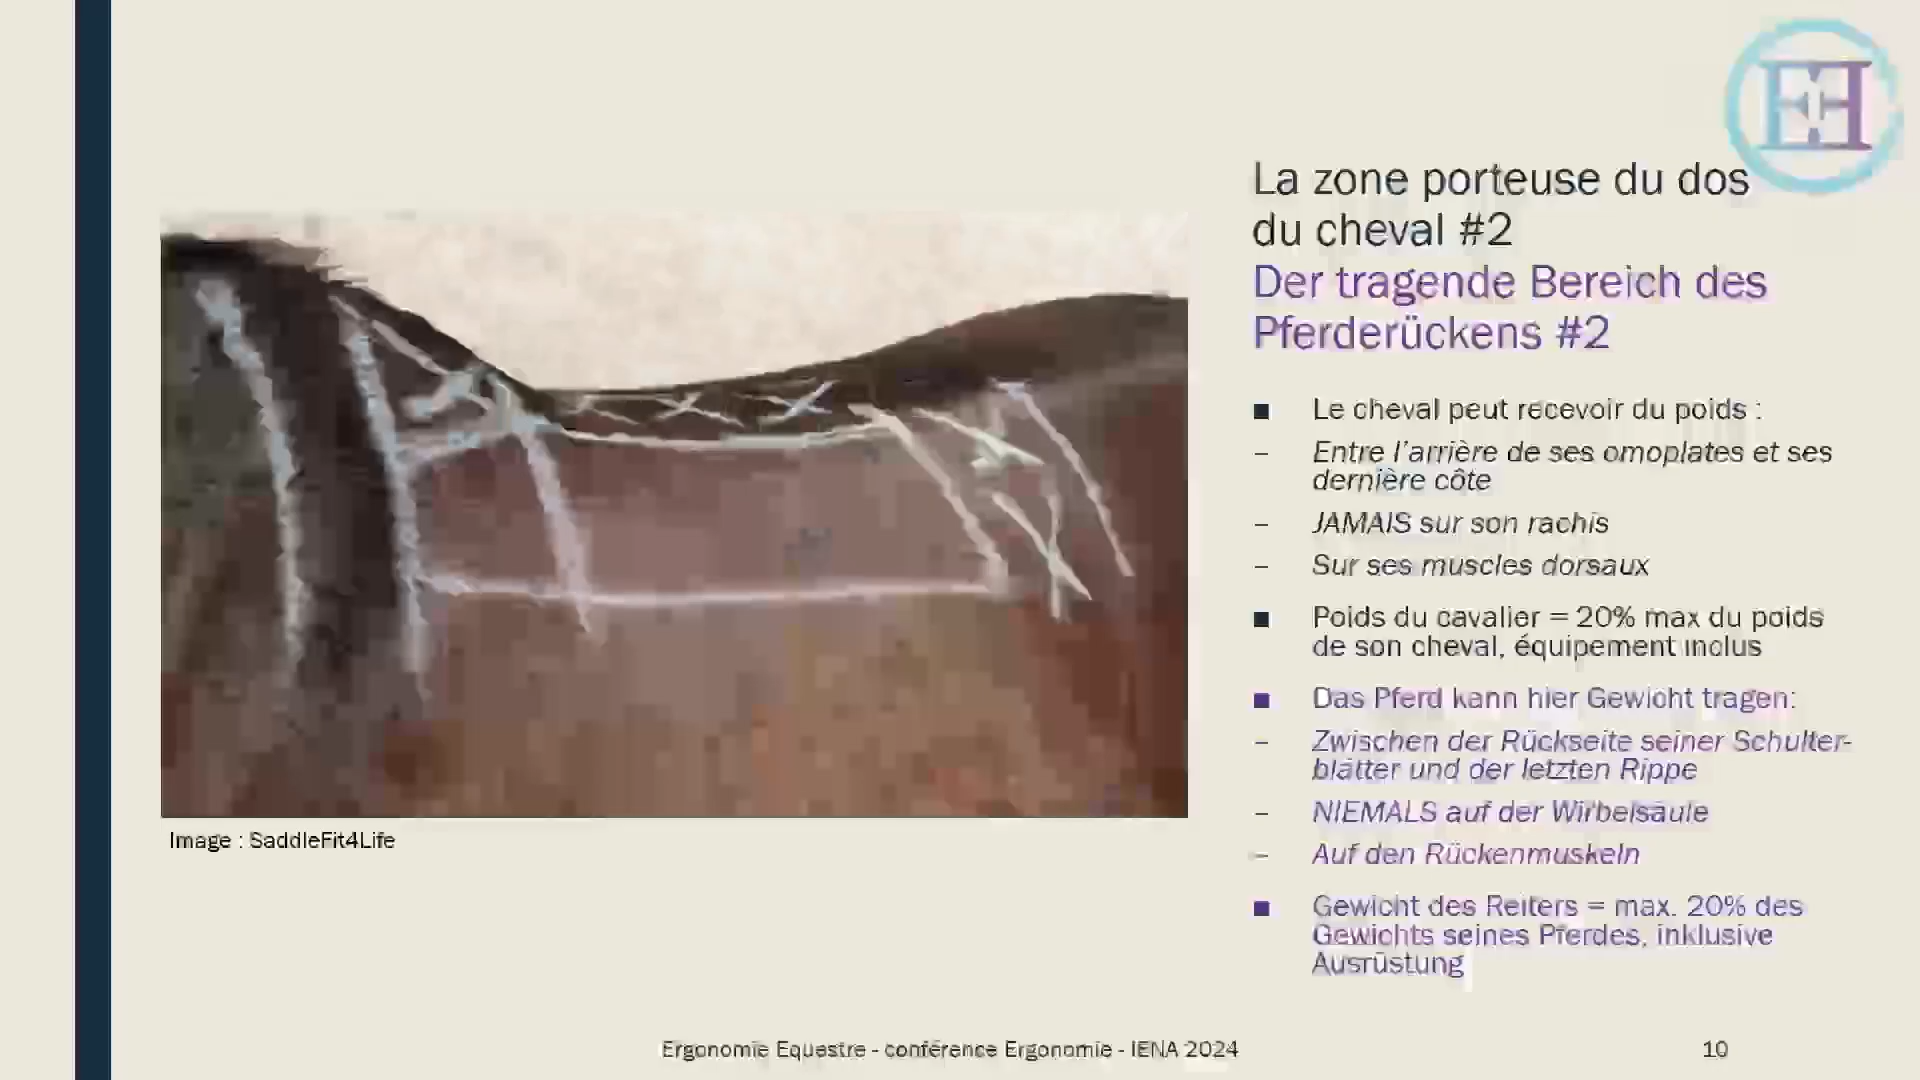 La zone porteuse du dos
du cheval #2
Der tragende Bereich des
Pferderückens #2
■ Le cheval peut recevoir du poids :
– Entre l'arrière de ses omoplates et ses
dernière côte
– JAMAIS sur son rachis
– Sur ses muscles dorsaux
■ Poids du cavalier = 20% max du poids
de son cheval, équipement inclus
■ Das Pferd kann hier Gewicht tragen:
– Zwischen der Rückseite seiner Schulter-
blätter und der letzten Rippe
– NIEMALS auf der Wirbelsäule
– Auf den Rückenmuskeln
■ Gewicht des Reiters = max. 20% des
Gewichts seines Pferdes, inklusive
Ausrüstung
Image : SaddleFit4Life
Ergonomie Equestre - conférence Ergonomie - IENA 2024
10